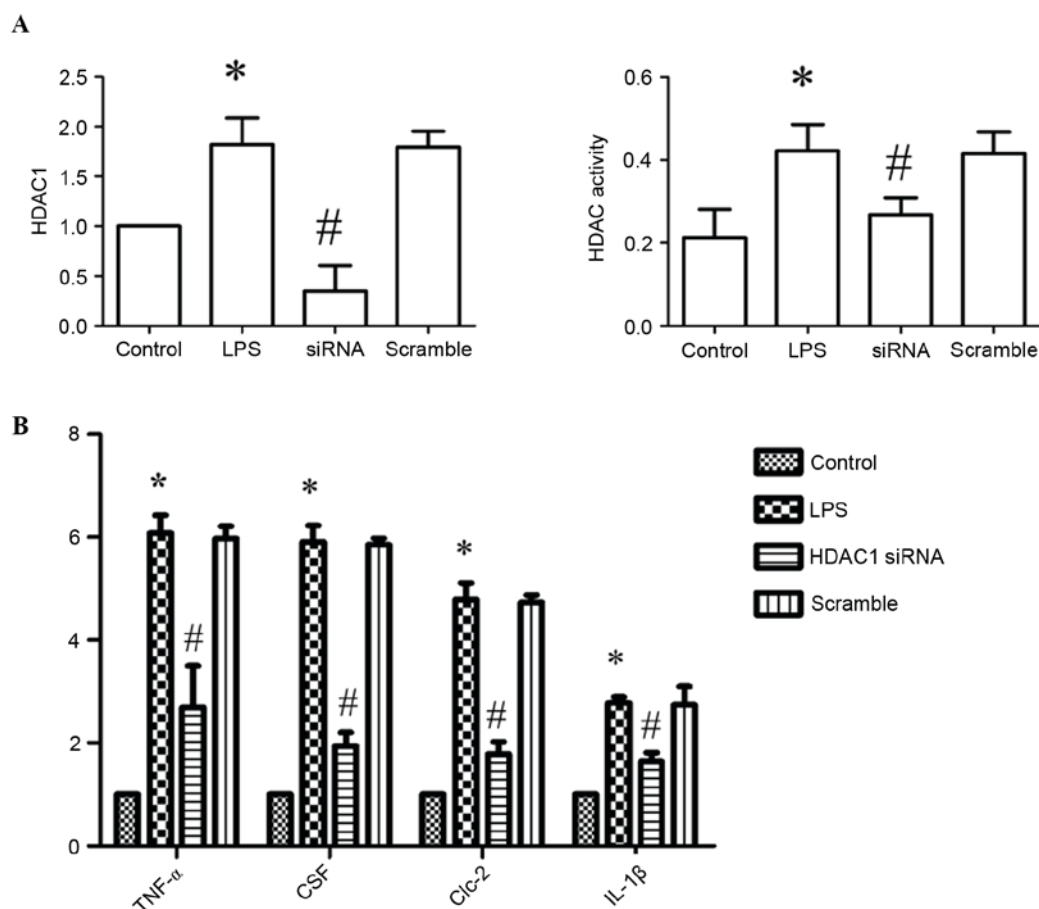 A
*
*
#
#
HDAC1
2.5
2.0
1.5
1.0
0.5
0.0
Control LPS siRNA Scramble
HDAC activity
0.6
0.4
0.2
0.0
Control LPS siRNA Scramble
B
8
6
4
2
0
* * * *
# # # #
TNF-α CSF Clc-2 IL-1β
Control
LPS
HDAC1 siRNA
Scramble